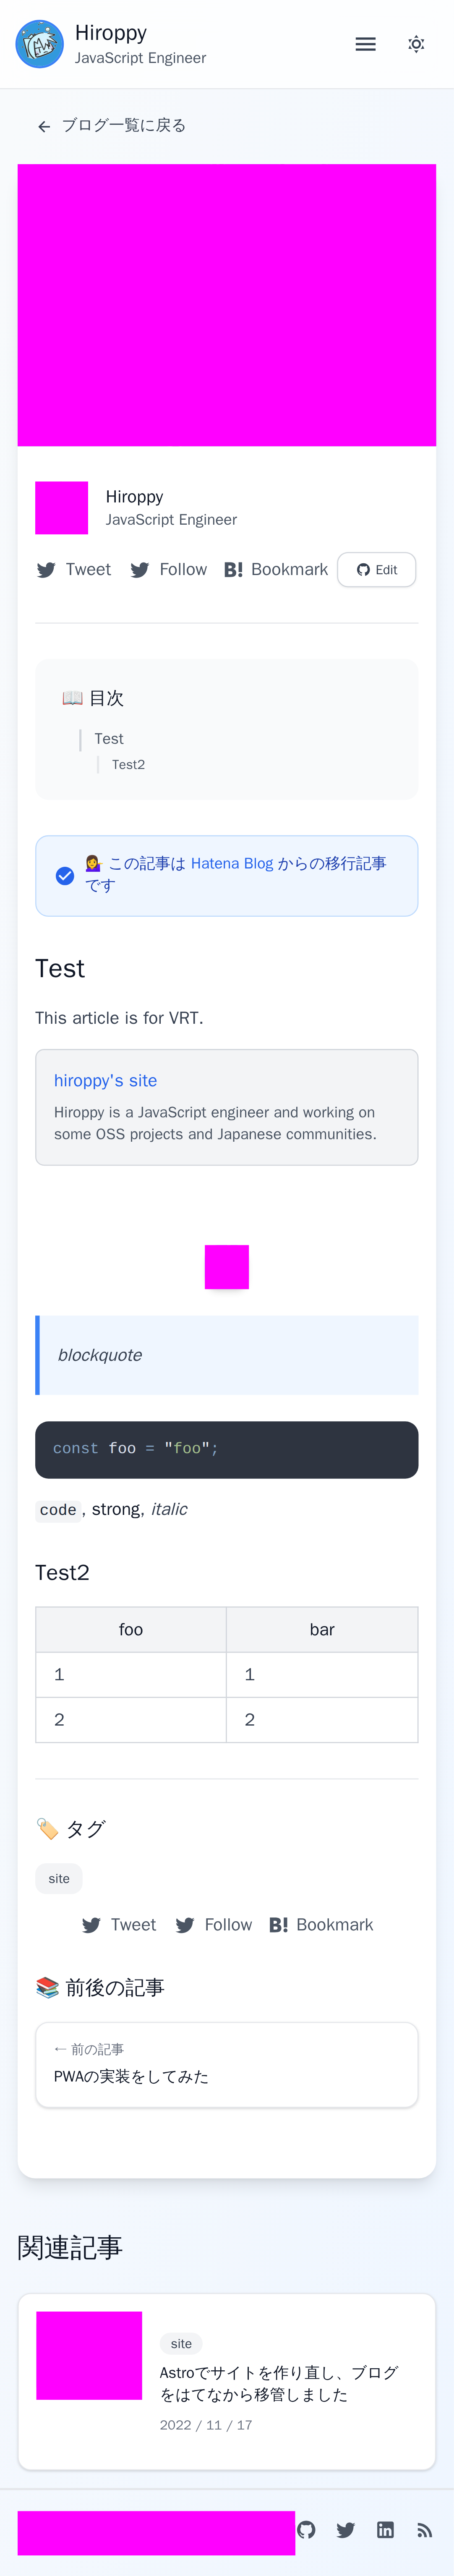 Hiroppy
JavaScript Engineer
← ブログ一覧に戻る
Hiroppy
JavaScript Engineer
Tweet Follow B! Bookmark Edit
📖 目次
Test
Test2
💁‍♀️ この記事は Hatena Blog からの移行記事
です
Test
This article is for VRT.
hiroppy's site
Hiroppy is a JavaScript engineer and working on
some OSS projects and Japanese communities.
blockquote
const foo = "foo";
code, strong, italic
Test2
foo bar
1 1
2 2
🏷️ タグ
site
Tweet Follow B! Bookmark
📚 前後の記事
← 前の記事
PWAの実装をしてみた
関連記事
site
Astroでサイトを作り直し、ブログ
をはてなから移管しました
2022 / 11 / 17